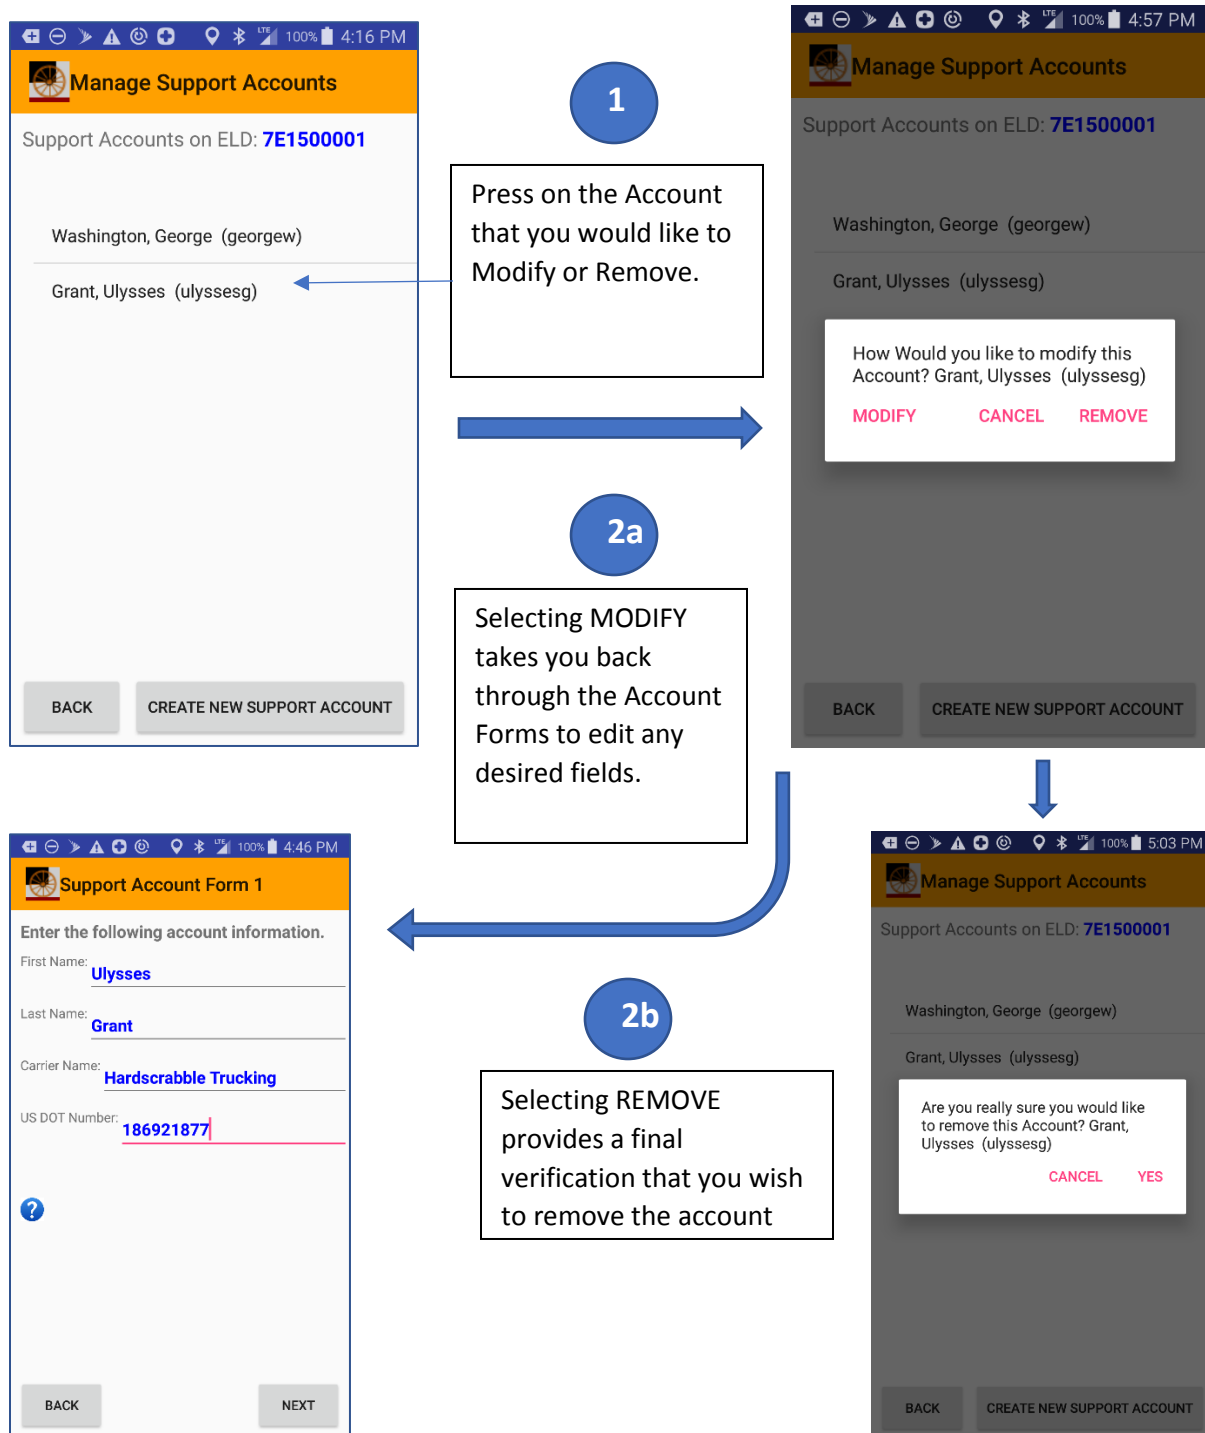 100% 4:16 PM
Manage Support Accounts
Support Accounts on ELD: 7E1500001
Washington, George (georgew)
Grant, Ulysses (ulyssesg)
BACK
CREATE NEW SUPPORT ACCOUNT
1
Press on the Account
that you would like to
Modify or Remove.
LTE 100% 4:57 PM
Manage Support Accounts
Support Accounts on ELD: 7E1500001
Washington, George (georgew)
Grant, Ulysses (ulyssesg)
How Would you like to modify this
Account? Grant, Ulysses (ulyssesg)
MODIFY CANCEL REMOVE
BACK
CREATE NEW SUPPORT ACCOUNT
2a
Selecting MODIFY
takes you back
through the Account
Forms to edit any
desired fields.
LTE 100% 4:46 PM
Support Account Form 1
Enter the following account information.
First Name: Ulysses
Last Name: Grant
Carrier Name: Hardscrabble Trucking
US DOT Number: 186921877
?
BACK
NEXT
2b
Selecting REMOVE
provides a final
verification that you wish
to remove the account
LTE 100% 5:03 PM
Manage Support Accounts
Support Accounts on ELD: 7E1500001
Washington, George (georgew)
Grant, Ulysses (ulyssesg)
Are you really sure you would like
to remove this Account? Grant,
Ulysses (ulyssesg)
CANCEL YES
BACK
CREATE NEW SUPPORT ACCOUNT